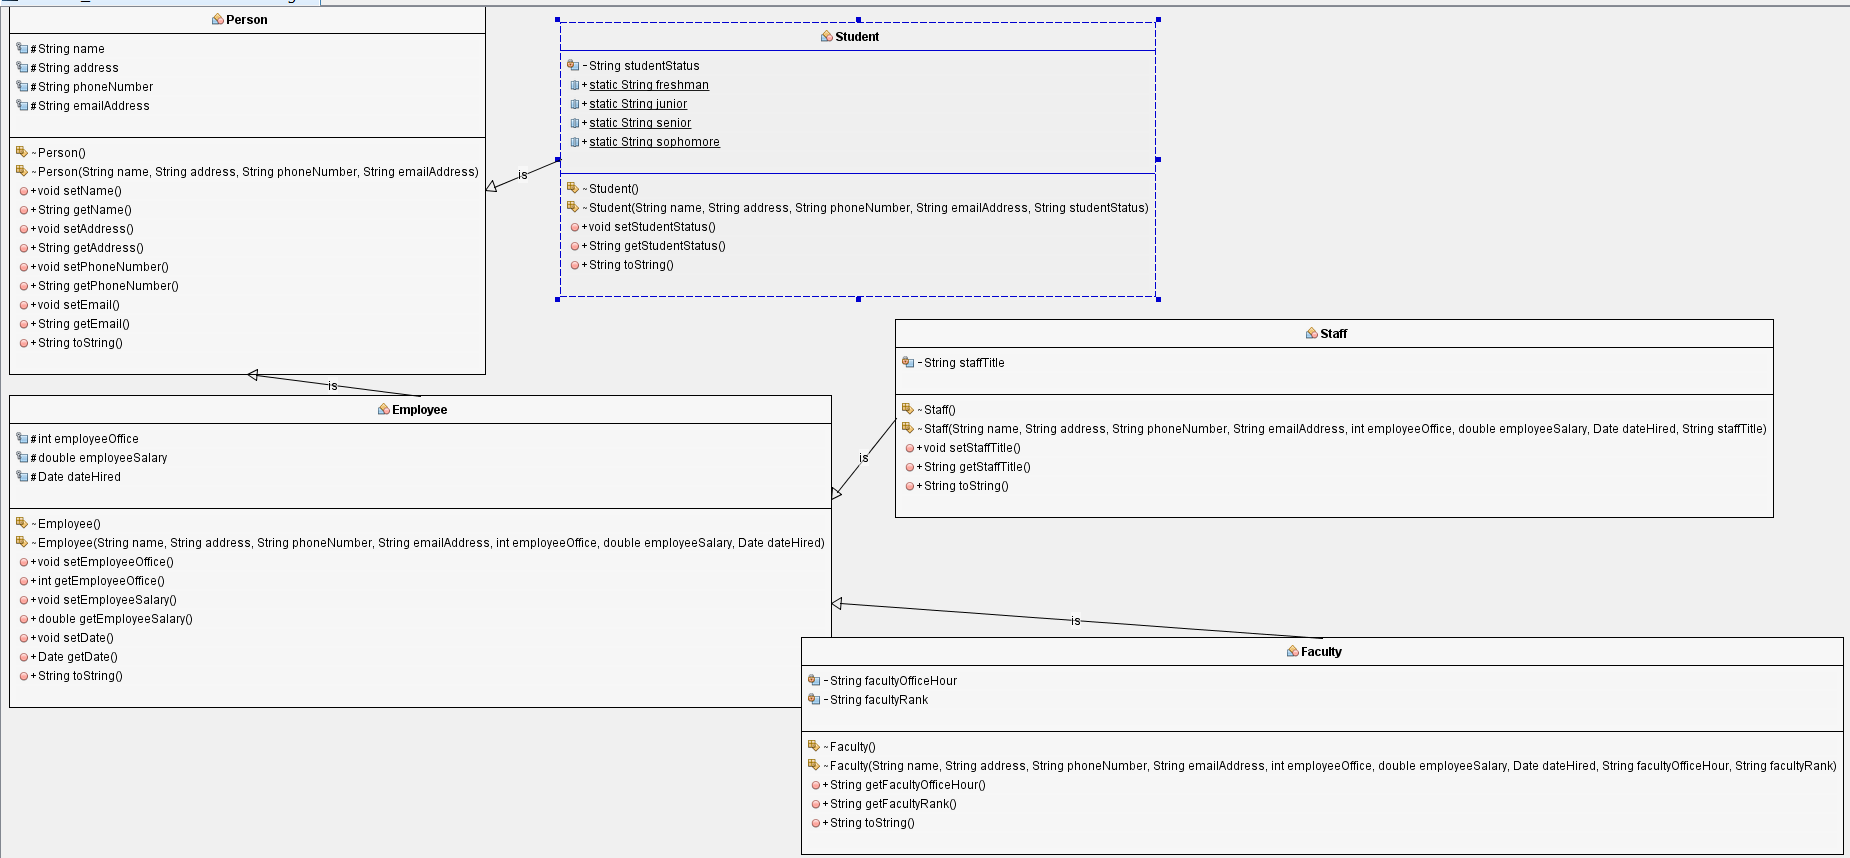 Person
#String name
#String address
#String phoneNumber
#String emailAddress
~Person()
~Person(String name, String address, String phoneNumber, String emailAddress)
+void setName()
+String getName()
+void setAddress()
+String getAddress()
+void setPhoneNumber()
+String getPhoneNumber()
+void setEmail()
+String getEmail()
+String toString()
is
Student
-String studentStatus
+static String freshman
+static String junior
+static String senior
+static String sophomore
~Student()
~Student(String name, String address, String phoneNumber, String emailAddress, String studentStatus)
+void setStudentStatus()
+String getStudentStatus()
+String toString()
is
Employee
#int employeeOffice
#double employeeSalary
#Date dateHired
~Employee()
~Employee(String name, String address, String phoneNumber, String emailAddress, int employeeOffice, double employeeSalary, Date dateHired)
+void setEmployeeOffice()
+int getEmployeeOffice()
+void setEmployeeSalary()
+double getEmployeeSalary()
+void setDate()
+Date getDate()
+String toString()
is
Staff
-String staffTitle
~Staff()
~Staff(String name, String address, String phoneNumber, String emailAddress, int employeeOffice, double employeeSalary, Date dateHired, String staffTitle)
+void setStaffTitle()
+String getStaffTitle()
+String toString()
is
Faculty
-String facultyOfficeHour
-String facultyRank
~Faculty()
~Faculty(String name, String address, String phoneNumber, String emailAddress, int employeeOffice, double employeeSalary, Date dateHired, String facultyOfficeHour, String facultyRank)
+String getFacultyOfficeHour()
+String getFacultyRank()
+String toString()